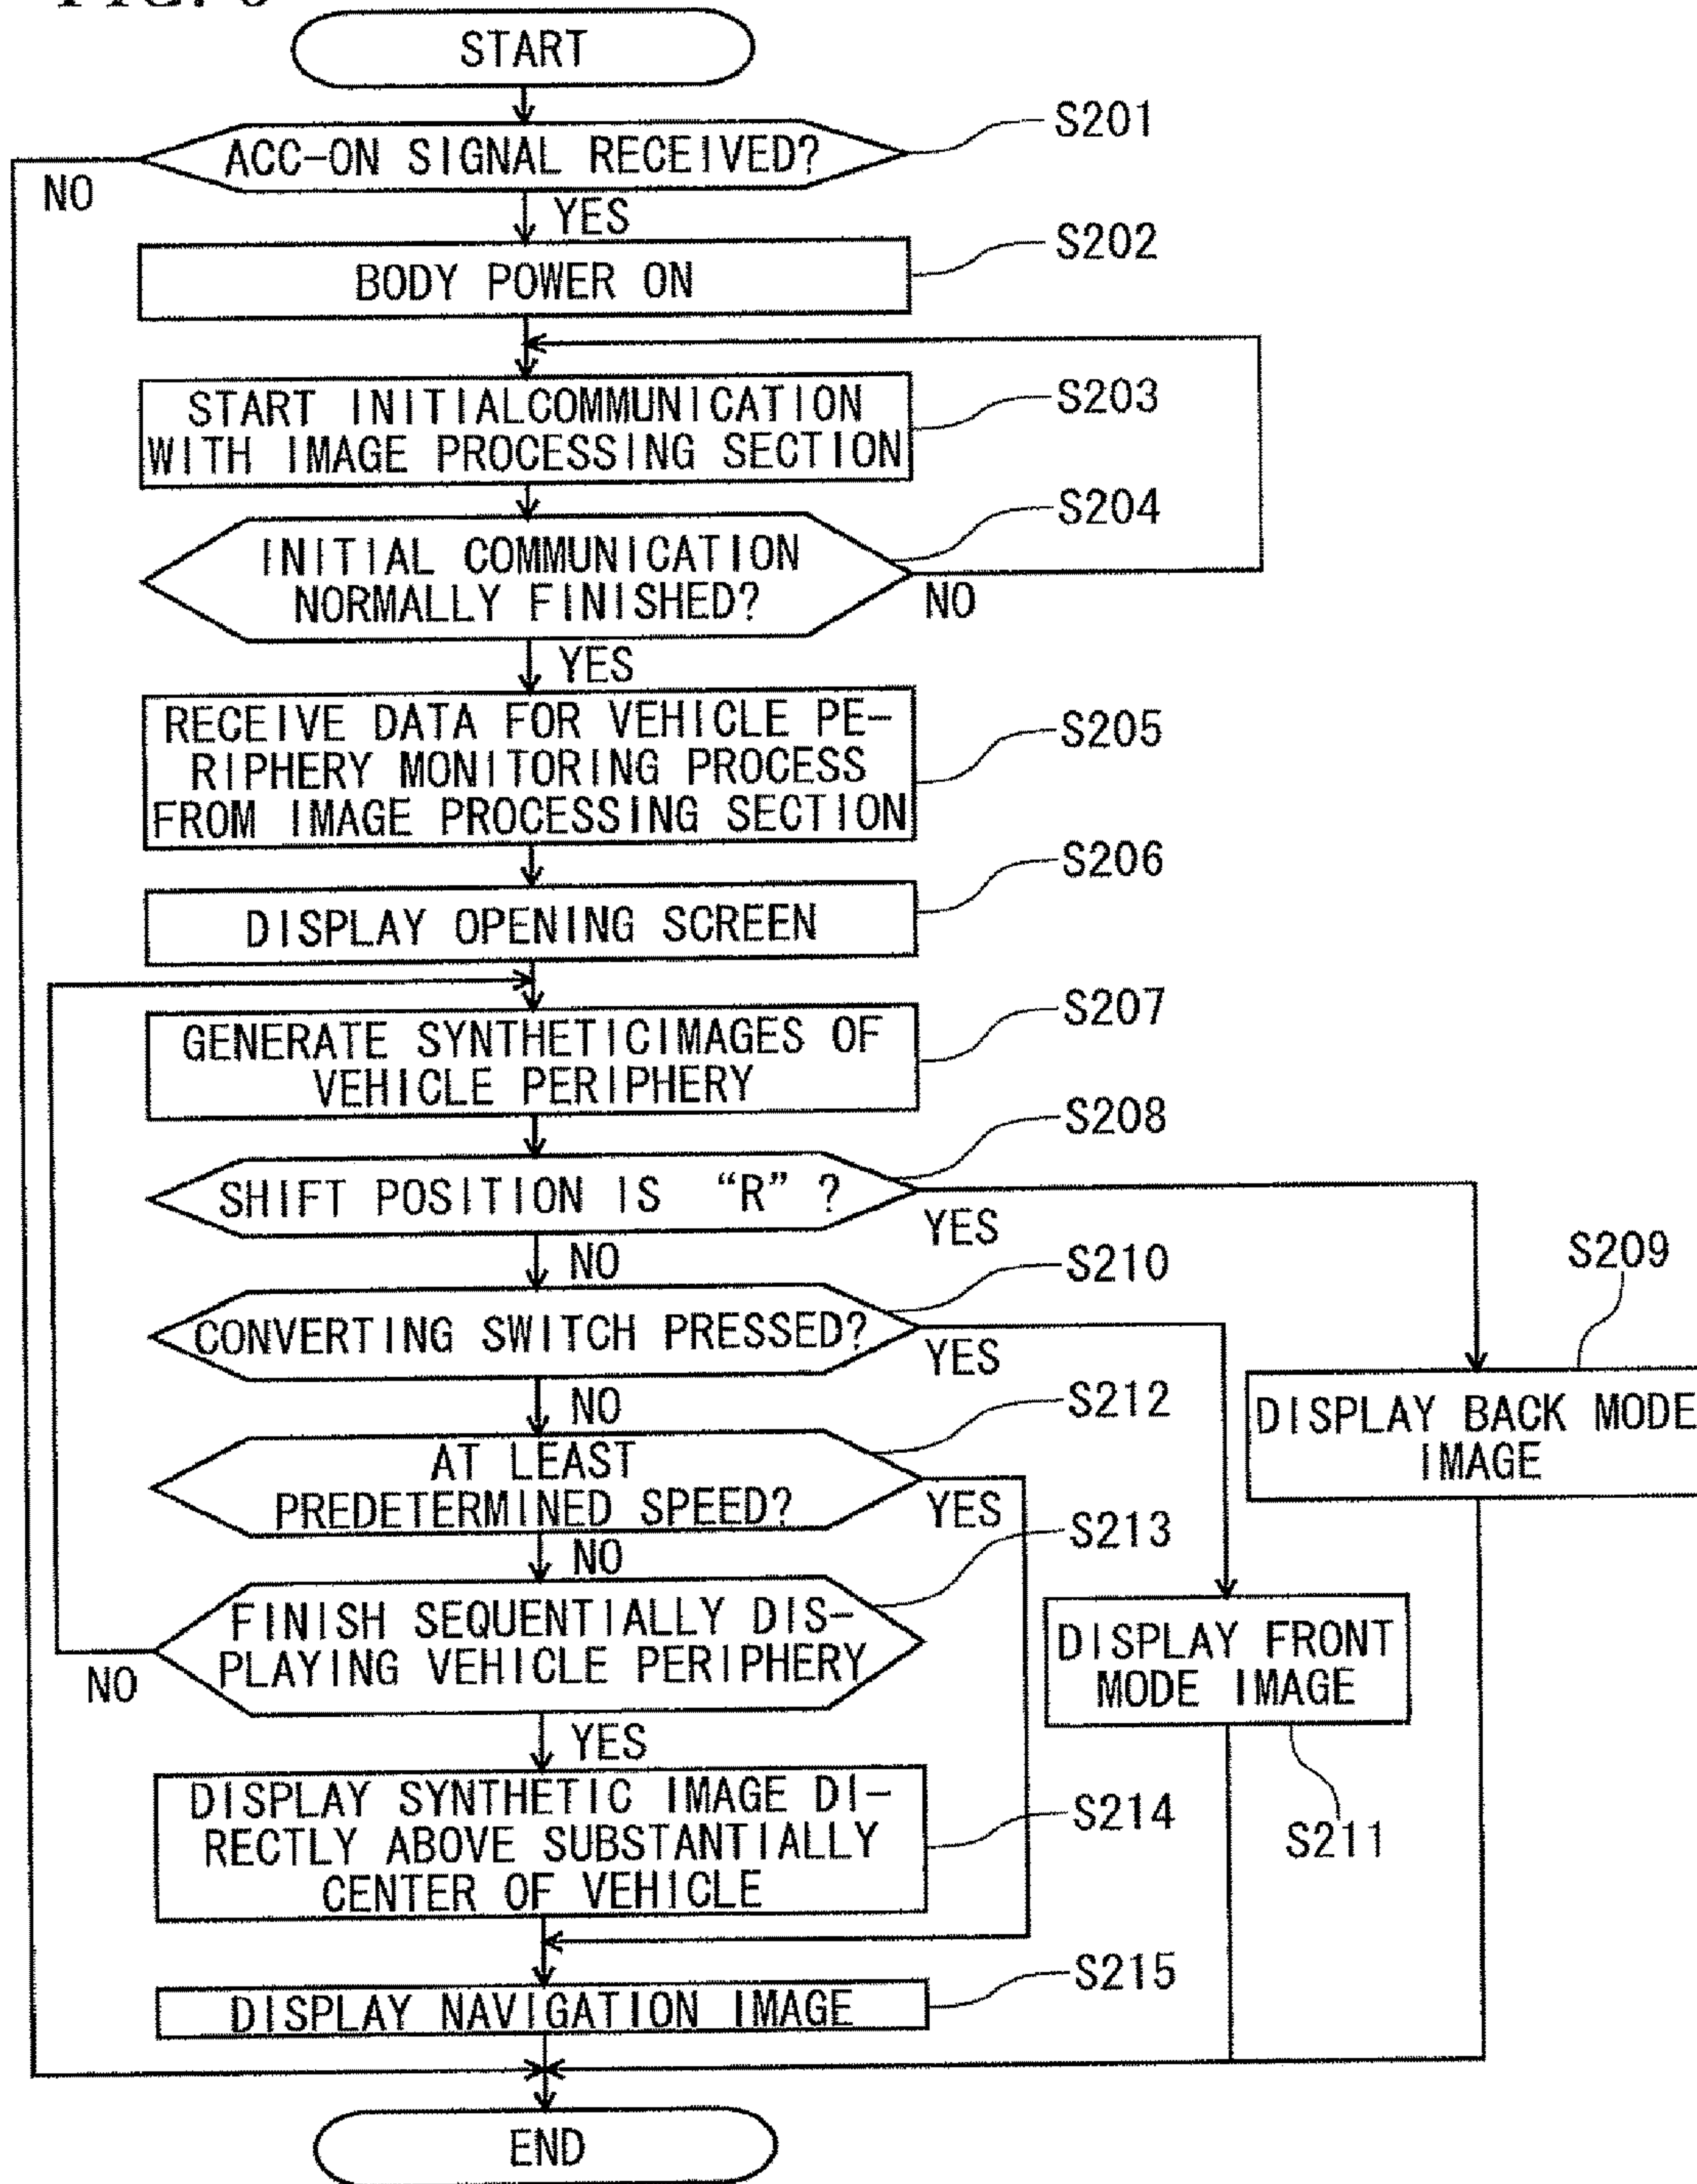 START
ACC-ON SIGNAL RECEIVED?
S201
NO
YES
BODY POWER ON
S202
START INITIALCOMMUNICATION
WITH IMAGE PROCESSING SECTION
S203
INITIAL COMMUNICATION
NORMALLY FINISHED?
S204
NO
YES
RECEIVE DATA FOR VEHICLE PE-
RIPHERY MONITORING PROCESS
FROM IMAGE PROCESSING SECTION
S205
DISPLAY OPENING SCREEN
S206
GENERATE SYNTHETICIMAGES OF
VEHICLE PERIPHERY
S207
SHIFT POSITION IS “R” ?
S208
YES
NO
DISPLAY BACK MODE
IMAGE
S209
CONVERTING SWITCH PRESSED?
S210
YES
NO
DISPLAY FRONT
MODE IMAGE
S211
AT LEAST
PREDETERMINED SPEED?
S212
YES
NO
FINISH SEQUENTIALLY DIS-
PLAYING VEHICLE PERIPHERY
S213
NO
YES
DISPLAY SYNTHETIC IMAGE DI-
RECTLY ABOVE SUBSTANTIALLY
CENTER OF VEHICLE
S214
DISPLAY NAVIGATION IMAGE
S215
END